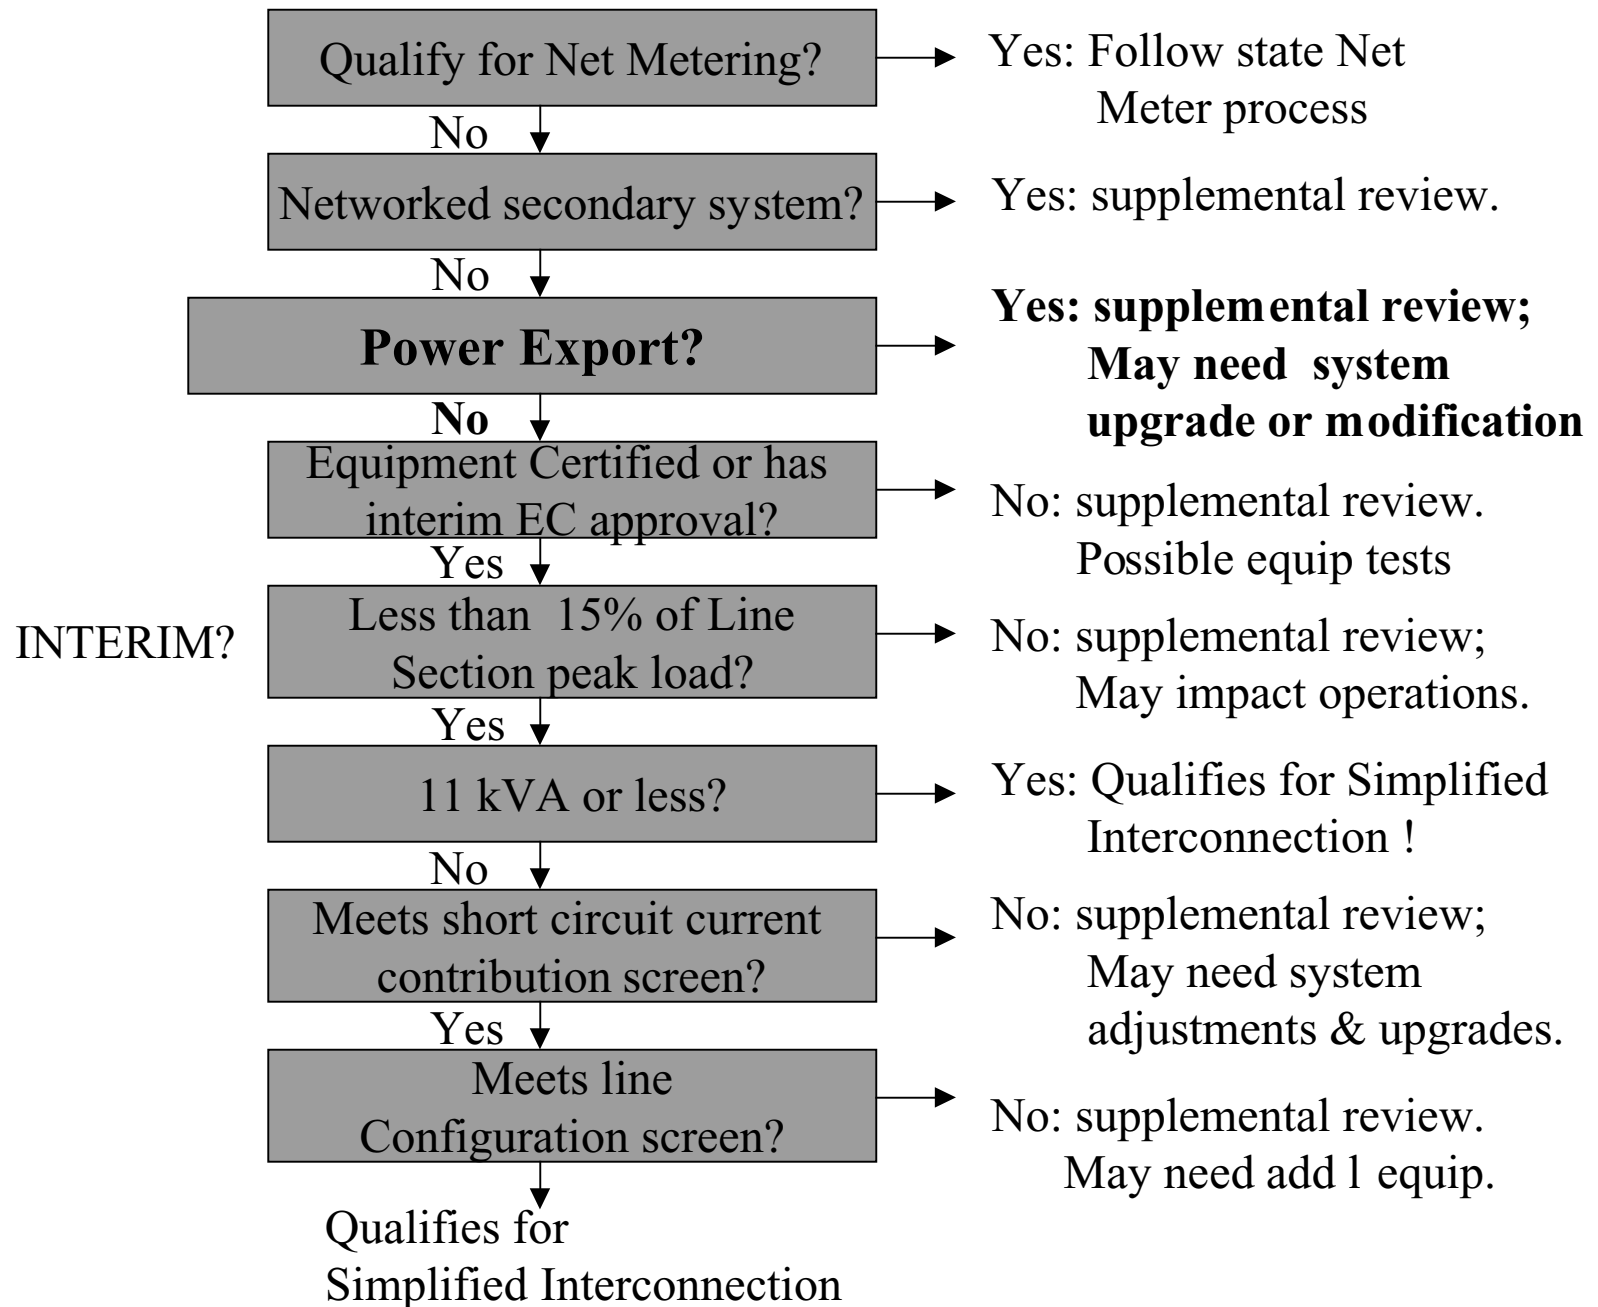 Qualify for Net Metering?
Yes: Follow state Net
Meter process
No
Networked secondary system?
Yes: supplemental review.
No
Power Export?
Yes: supplemental review;
May need system
upgrade or modification
No
Equipment Certified or has
interim EC approval?
No: supplemental review.
Possible equip tests
Yes
INTERIM?
Less than 15% of Line
Section peak load?
No: supplemental review;
May impact operations.
Yes
11 kVA or less?
Yes: Qualifies for Simplified
Interconnection !
No
Meets short circuit current
contribution screen?
No: supplemental review;
May need system
adjustments & upgrades.
Yes
Meets line
Configuration screen?
No: supplemental review.
May need add l equip.
Qualifies for
Simplified Interconnection